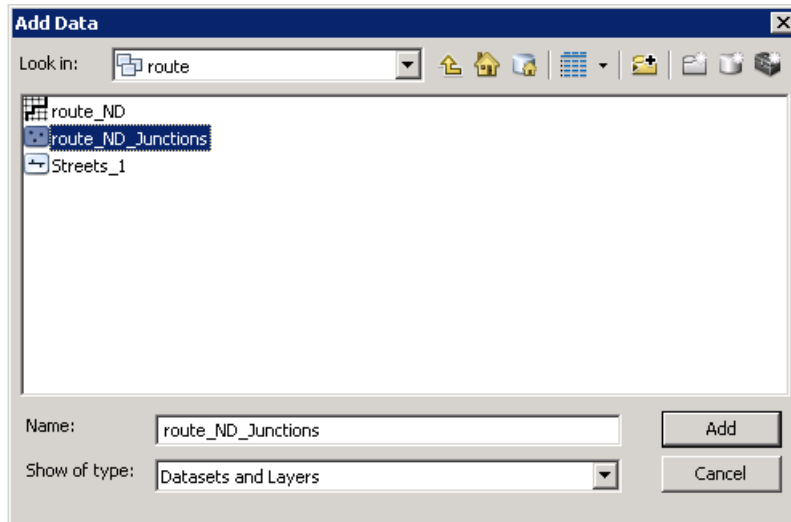 Add Data
Look in: route
route_ND
route_ND_Junctions
Streets_1
Name: route_ND_Junctions Add
Show of type: Datasets and Layers Cancel